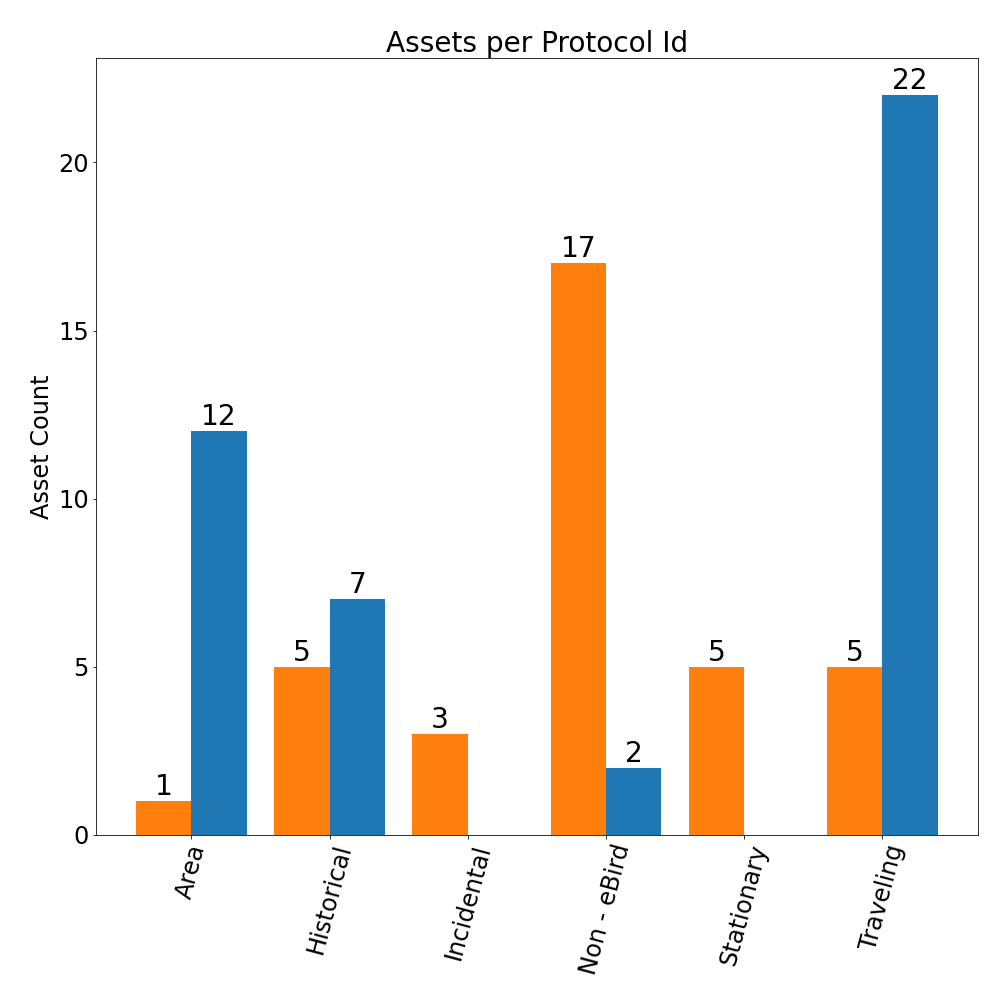 Assets per Protocol Id
Asset Count
20
15
10
5
0
1
12
5
7
3
17
2
5
5
22
Area
Historical
Incidental
Non - eBird
Stationary
Traveling